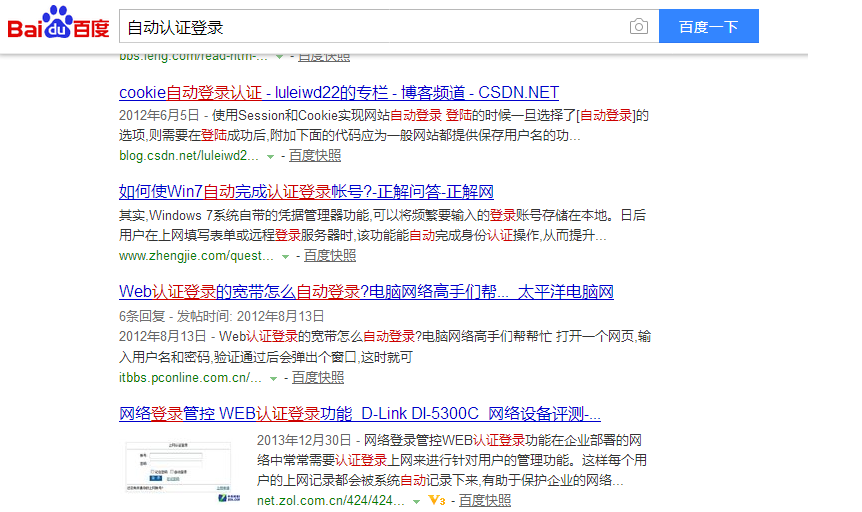 Bai du 百度
自动认证登录
百度一下
bbs.feng.com/read-htm-... - 百度快照
cookie自动登录认证 - luleiwd22的专栏 - 博客频道 - CSDN.NET
2012年6月5日 - 使用Session和Cookie实现网站自动登录 登陆的时候一旦选择了[自动登录]的
选项,则需要在登陆成功后,附加下面的代码应为一般网站都提供保存用户名的功...
blog.csdn.net/luleiwd2... - 百度快照
如何使Win7自动完成认证登录帐号?-正解问答-正解网
其实,Windows 7系统自带的凭据管理器功能,可以将频繁要输入的登录账号存储在本地。日后
用户在上网填写表单或远程登录服务器时,该功能能自动完成身份认证操作,从而提升...
www.zhengjie.com/quest... - 百度快照
Web认证登录的宽带怎么自动登录?电脑网络高手们帮..._太平洋电脑网
6条回复 - 发帖时间: 2012年8月13日
2012年8月13日 - Web认证登录的宽带怎么自动登录?电脑网络高手们帮帮忙 打开一个网页,输
入用户名和密码,验证通过后会弹出个窗口,这时就可
itbbs.pconline.com.cn/... - 百度快照
网络登录管控 WEB认证登录功能_D-Link DI-5300C_网络设备评测-...
2013年12月30日 - 网络登录管控WEB认证登录功能在企业部署的网
络中常常需要认证登录上网来进行针对用户的管理功能。这样每个用
户的上网记录都会被系统自动记录下来,有助于保护企业的网络...
net.zol.com.cn/424/424... V3 - 百度快照